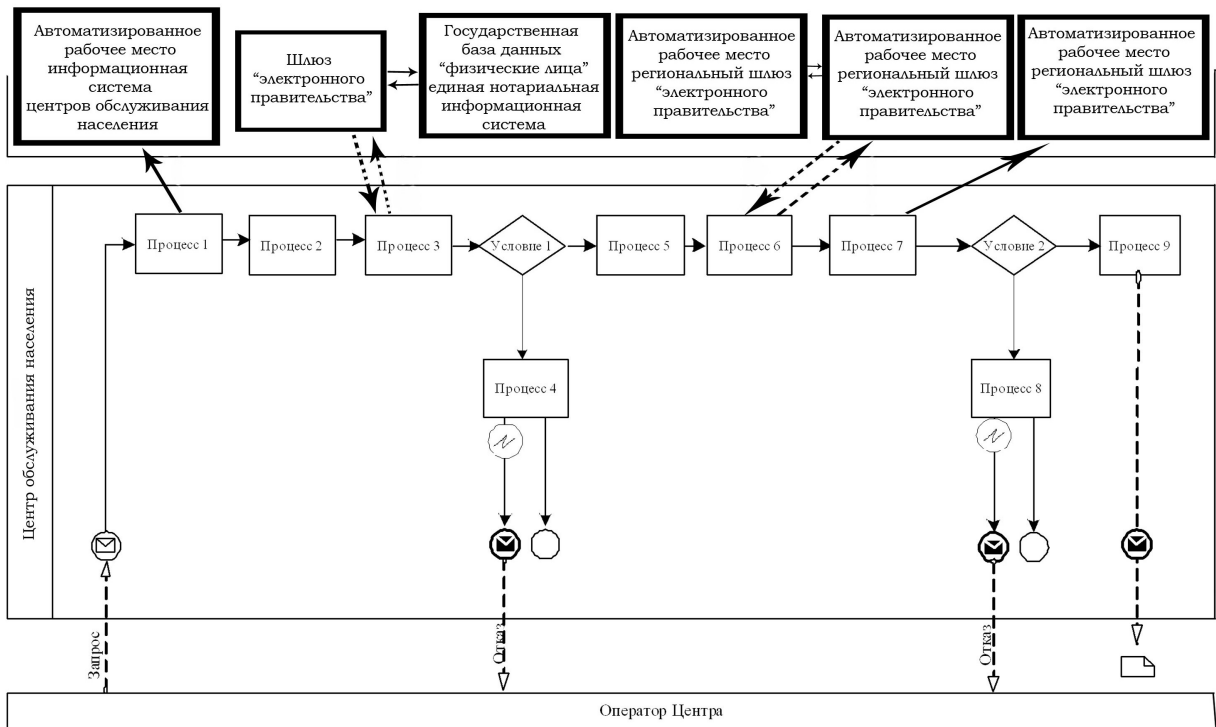 Автоматизированное
рабочее место
информационная
система
центров обслуживания
населения
Шлюз
“электронного
правительства”
Государственная
база данных
“физические лица”
единая нотариальная
информационная
система
Автоматизированное
рабочее место
региональный шлюз
“электронного
правительства”
Автоматизированное
рабочее место
региональный шлюз
“электронного
правительства”
Автоматизированное
рабочее место
региональный шлюз
“электронного
правительства”
Центр обслуживания населения
Процесс 1
Процесс 2
Процесс 3
Условие 1
Процесс 5
Процесс 6
Процесс 7
Условие 2
Процесс 9
Процесс 4
Процесс 8
Запрос
Отказ
Отказ
Оператор Центра